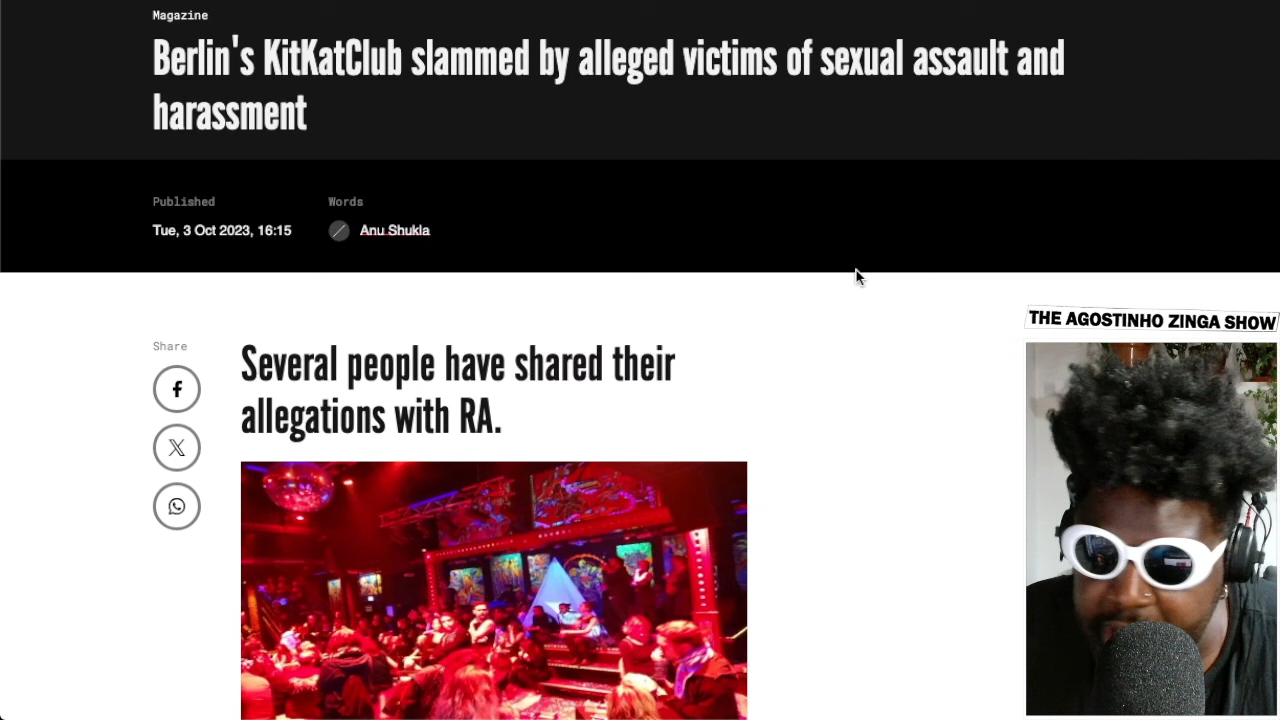 Magazine
Berlin's KitKatClub slammed by alleged victims of sexual assault and
harassment
Published
Words
Tue, 3 Oct 2023, 16:15
Anu Shukla
Share
Several people have shared their
allegations with RA.
THE AGOSTINHO ZINGA SHOW